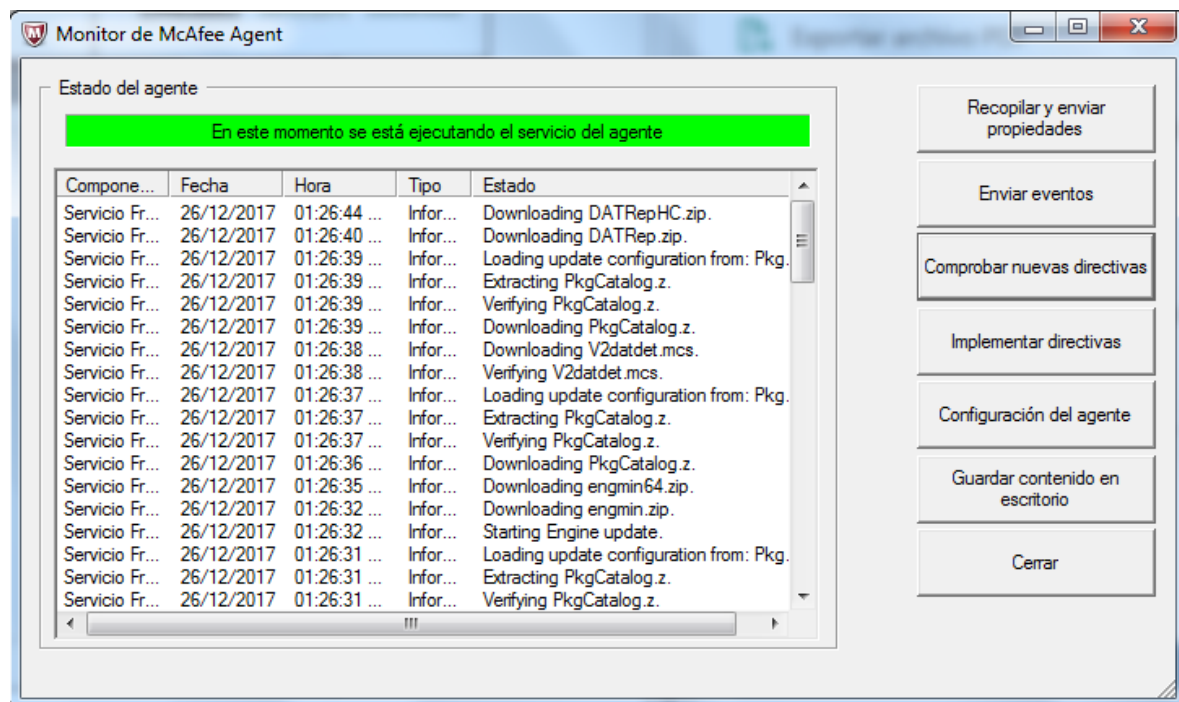 Monitor de McAfee Agent
Estado del agente
En este momento se está ejecutando el servicio del agente
Compone... Fecha Hora Tipo Estado
Servicio Fr... 26/12/2017 01:26:44 ... Infor... Downloading DATRepHC.zip.
Servicio Fr... 26/12/2017 01:26:40 ... Infor... Downloading DATRep.zip.
Servicio Fr... 26/12/2017 01:26:39 ... Infor... Loading update configuration from: Pkg.
Servicio Fr... 26/12/2017 01:26:39 ... Infor... Extracting PkgCatalog.z.
Servicio Fr... 26/12/2017 01:26:39 ... Infor... Verifying PkgCatalog.z.
Servicio Fr... 26/12/2017 01:26:39 ... Infor... Downloading PkgCatalog.z.
Servicio Fr... 26/12/2017 01:26:38 ... Infor... Downloading V2datdet.mcs.
Servicio Fr... 26/12/2017 01:26:38 ... Infor... Verifying V2datdet.mcs.
Servicio Fr... 26/12/2017 01:26:37 ... Infor... Loading update configuration from: Pkg.
Servicio Fr... 26/12/2017 01:26:37 ... Infor... Extracting PkgCatalog.z.
Servicio Fr... 26/12/2017 01:26:37 ... Infor... Verifying PkgCatalog.z.
Servicio Fr... 26/12/2017 01:26:36 ... Infor... Downloading PkgCatalog.z.
Servicio Fr... 26/12/2017 01:26:35 ... Infor... Downloading engmin64.zip.
Servicio Fr... 26/12/2017 01:26:32 ... Infor... Downloading engmin.zip.
Servicio Fr... 26/12/2017 01:26:32 ... Infor... Starting Engine update.
Servicio Fr... 26/12/2017 01:26:31 ... Infor... Loading update configuration from: Pkg.
Servicio Fr... 26/12/2017 01:26:31 ... Infor... Extracting PkgCatalog.z.
Servicio Fr... 26/12/2017 01:26:31 ... Infor... Verifying PkgCatalog.z.
Recopilar y enviar
propiedades
Enviar eventos
Comprobar nuevas directivas
Implementar directivas
Configuración del agente
Guardar contenido en
escritorio
Cerrar